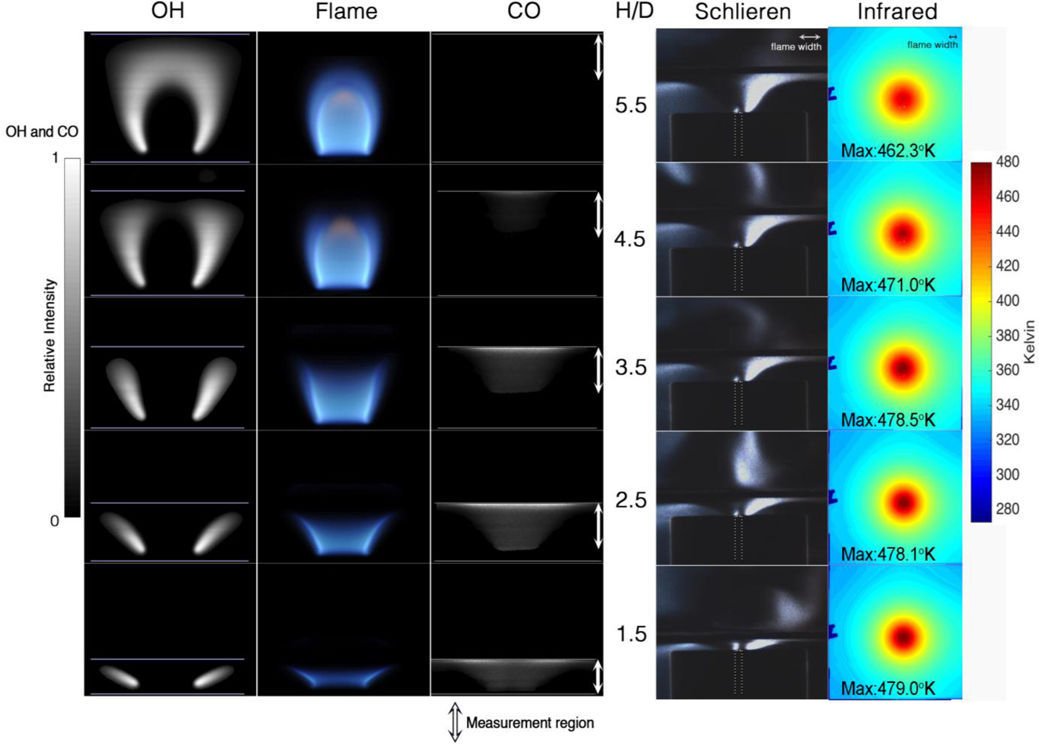 OH Flame CO H/D Schlieren Infrared
flame width flame width
OH and CO
1
Relative Intensity
0
5.5
Max:462.3°K
4.5
Max:471.0°K
3.5
Max:478.5°K
2.5
Max:478.1°K
1.5
Max:479.0°K
480
460
440
420
400
380
360
340
320
300
280
Kelvin
Measurement region